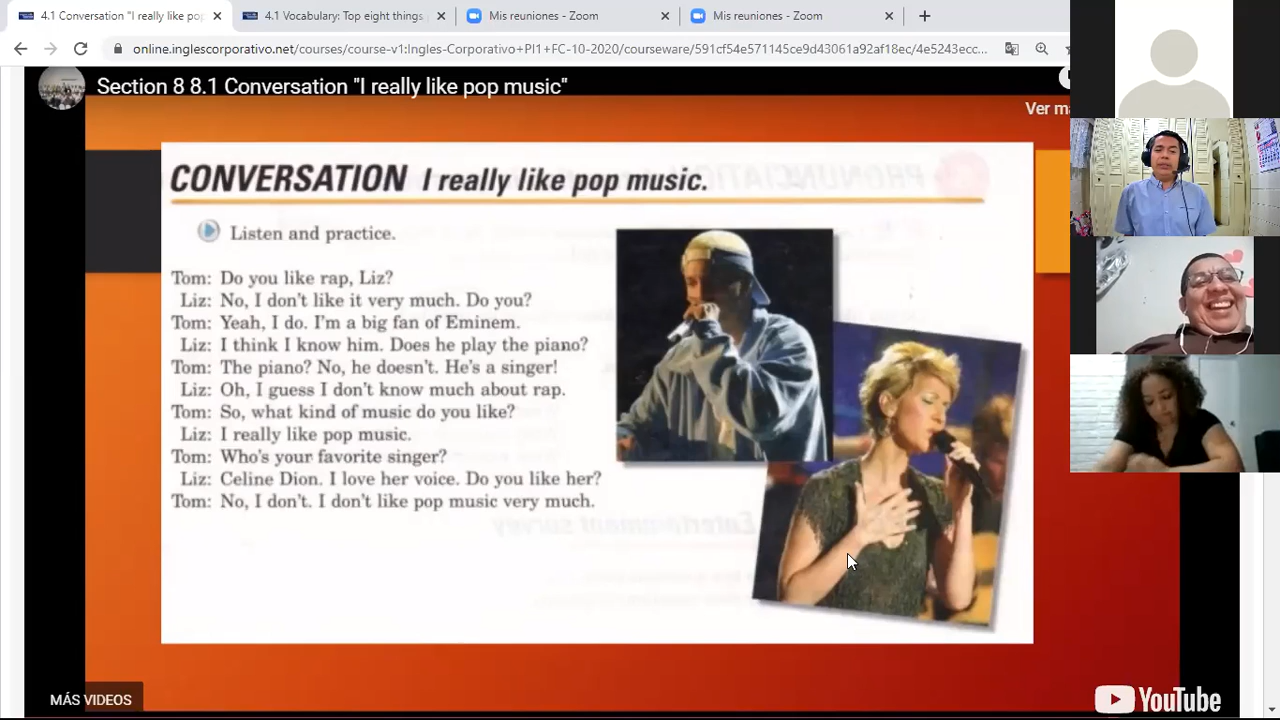 4.1 Conversation "I really like pop
4.1 Vocabulary: Top eight things
Mis reuniones - Zoom
Mis reuniones - Zoom
online.inglescorporativo.net/courses/course-v1:Ingles-Corporativo+PI1+FC-10-2020/courseware/591cf54e571145ce9d43061a92af18ec/4e5243ecc...
Section 8 8.1 Conversation "I really like pop music"
Ver m
CONVERSATION I really like pop music.
Listen and practice.
Tom: Do you like rap, Liz?
Liz: No, I don't like it very much. Do you?
Tom: Yeah, I do. I'm a big fan of Eminem.
Liz: I think I know him. Does he play the piano?
Tom: The piano? No, he doesn't. He's a singer!
Liz: Oh, I guess I don't know much about rap.
Tom: So, what kind of music do you like?
Liz: I really like pop music.
Tom: Who's your favorite singer?
Liz: Celine Dion. I love her voice. Do you like her?
Tom: No, I don't. I don't like pop music very much.
MÁS VIDEOS
YouTube